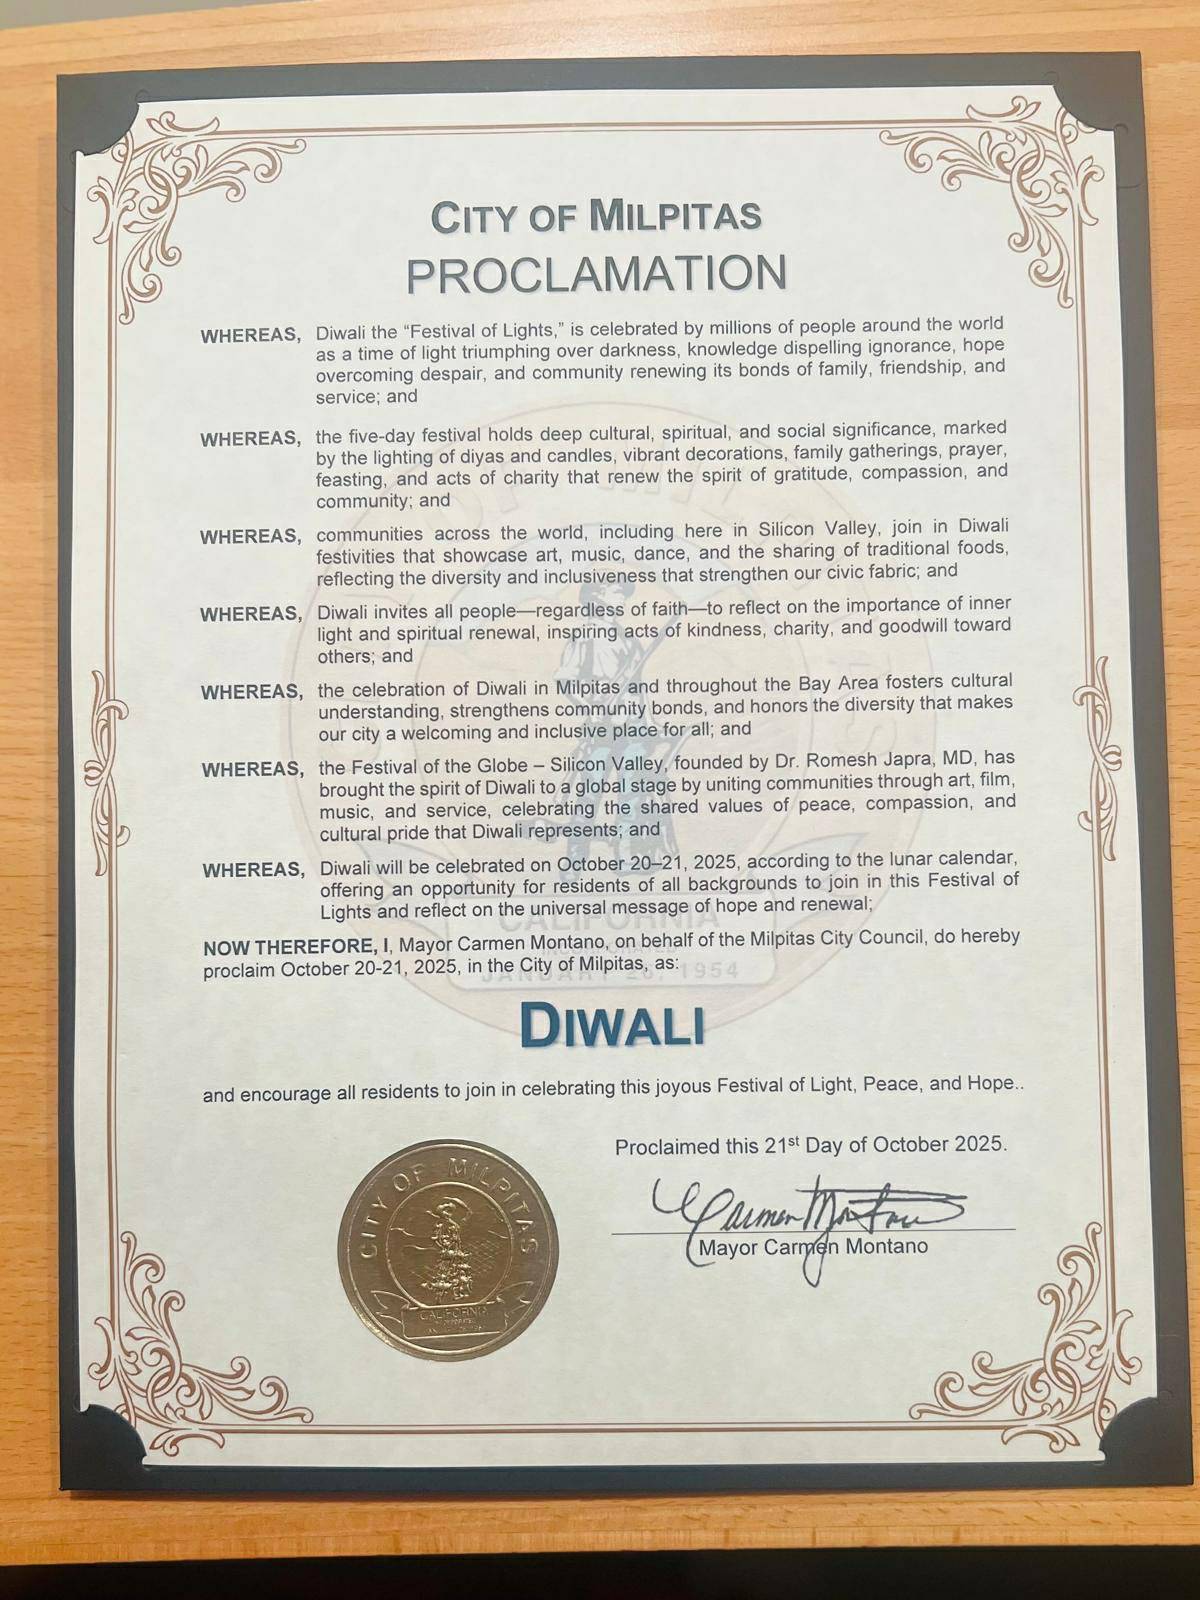 CITY OF MILPITAS
PROCLAMATION
WHEREAS, Diwali the “Festival of Lights,” is celebrated by millions of people around the world
as a time of light triumphing over darkness, knowledge dispelling ignorance, hope
overcoming despair, and community renewing its bonds of family, friendship, and
service; and
WHEREAS, the five-day festival holds deep cultural, spiritual, and social significance, marked
by the lighting of diyas and candles, vibrant decorations, family gatherings, prayer,
feasting, and acts of charity that renew the spirit of gratitude, compassion, and
community; and
WHEREAS, communities across the world, including here in Silicon Valley, join in Diwali
festivities that showcase art, music, dance, and the sharing of traditional foods,
reflecting the diversity and inclusiveness that strengthen our civic fabric; and
WHEREAS, Diwali invites all people—regardless of faith—to reflect on the importance of inner
light and spiritual renewal, inspiring acts of kindness, charity, and goodwill toward
others; and
WHEREAS, the celebration of Diwali in Milpitas and throughout the Bay Area fosters cultural
understanding, strengthens community bonds, and honors the diversity that makes
our city a welcoming and inclusive place for all; and
WHEREAS, the Festival of the Globe – Silicon Valley, founded by Dr. Romesh Japra, MD, has
brought the spirit of Diwali to a global stage by uniting communities through art, film,
music, and service, celebrating the shared values of peace, compassion, and
cultural pride that Diwali represents; and
WHEREAS, Diwali will be celebrated on October 20–21, 2025, according to the lunar calendar,
offering an opportunity for residents of all backgrounds to join in this Festival of
Lights and reflect on the universal message of hope and renewal;
NOW THEREFORE, I, Mayor Carmen Montano, on behalf of the Milpitas City Council, do hereby
proclaim October 20-21, 2025, in the City of Milpitas, as:
DIWALI
and encourage all residents to join in celebrating this joyous Festival of Light, Peace, and Hope..
Proclaimed this 21st Day of October 2025.
Carmen Montano
Mayor Carmen Montano
CITY OF MILPITAS
CALIFORNIA